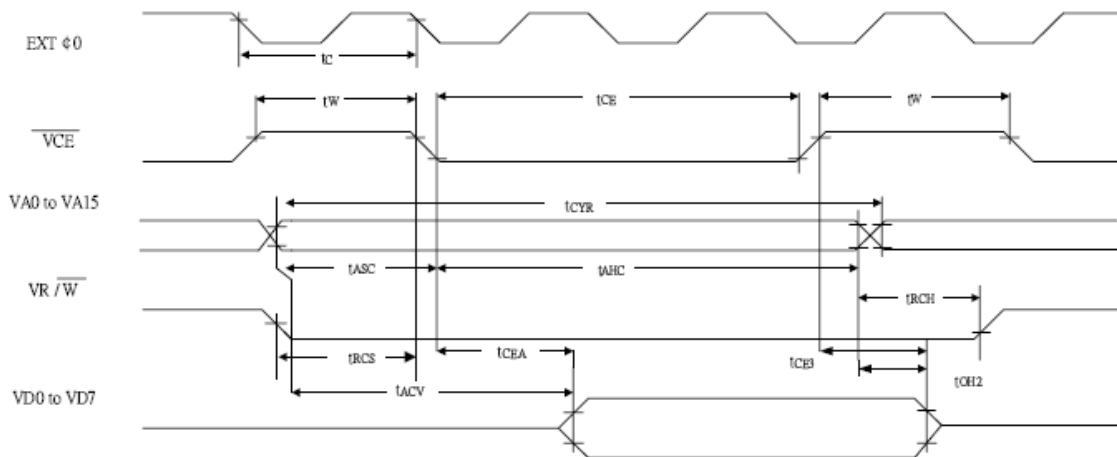 EXT ¢0
tC
tW
tCE
tW
V̅C̅E̅
VA0 to VA15
tCYR
tASC
tAHC
VR / W̅
tRCH
tRCS
tCEA
tCE3
tOH2
tACV
VD0 to VD7